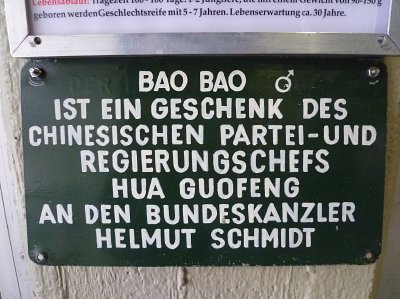 Lebensablauf: Tragezeit 100 - 160 Tage. 1-2 Jungtiere, die mit einem Gewicht von 90-150 g
geboren werdenGeschlechtsreife mit 5 - 7 Jahren. Lebenserwartung ca. 30 Jahre.
BAO BAO ♂
IST EIN GESCHENK DES
CHINESISCHEN PARTEI-UND
REGIERUNGSCHEFS
HUA GUOFENG
AN DEN BUNDESKANZLER
HELMUT SCHMIDT